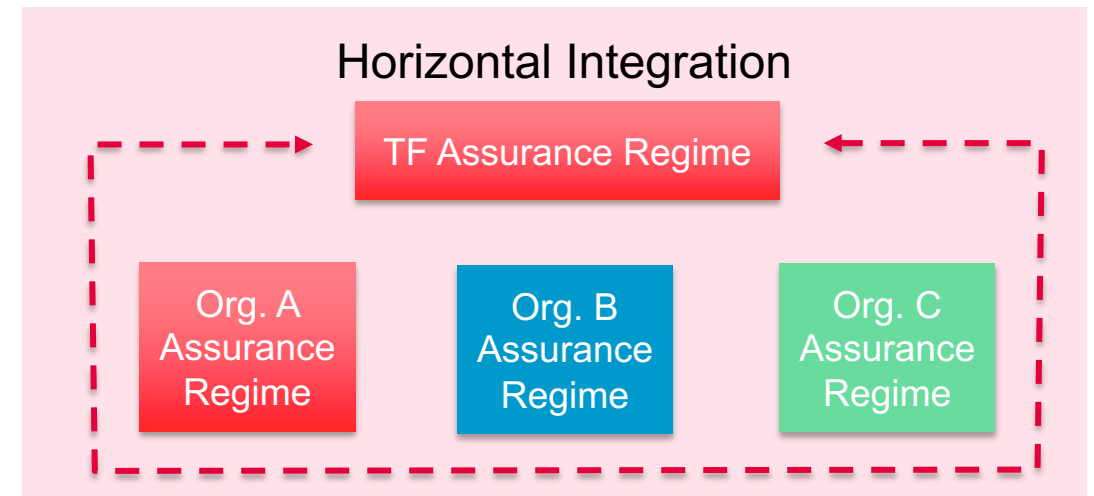 Horizontal Integration
TF Assurance Regime
Org. A
Assurance
Regime
Org. B
Assurance
Regime
Org. C
Assurance
Regime